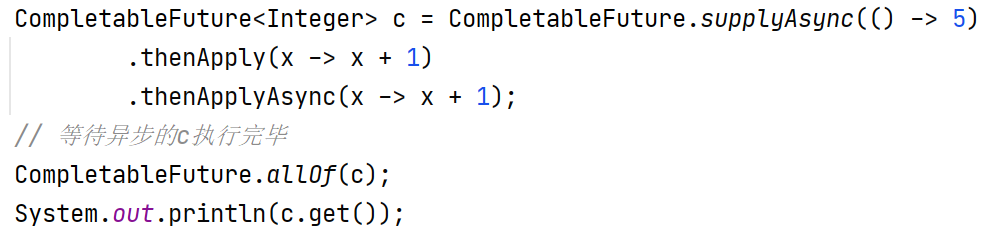 CompletableFuture<Integer> c = CompletableFuture.supplyAsync(() -> 5)
        .thenApply(x -> x + 1)
        .thenApplyAsync(x -> x + 1);
// 等待异步的c执行完毕
CompletableFuture.allOf(c);
System.out.println(c.get());